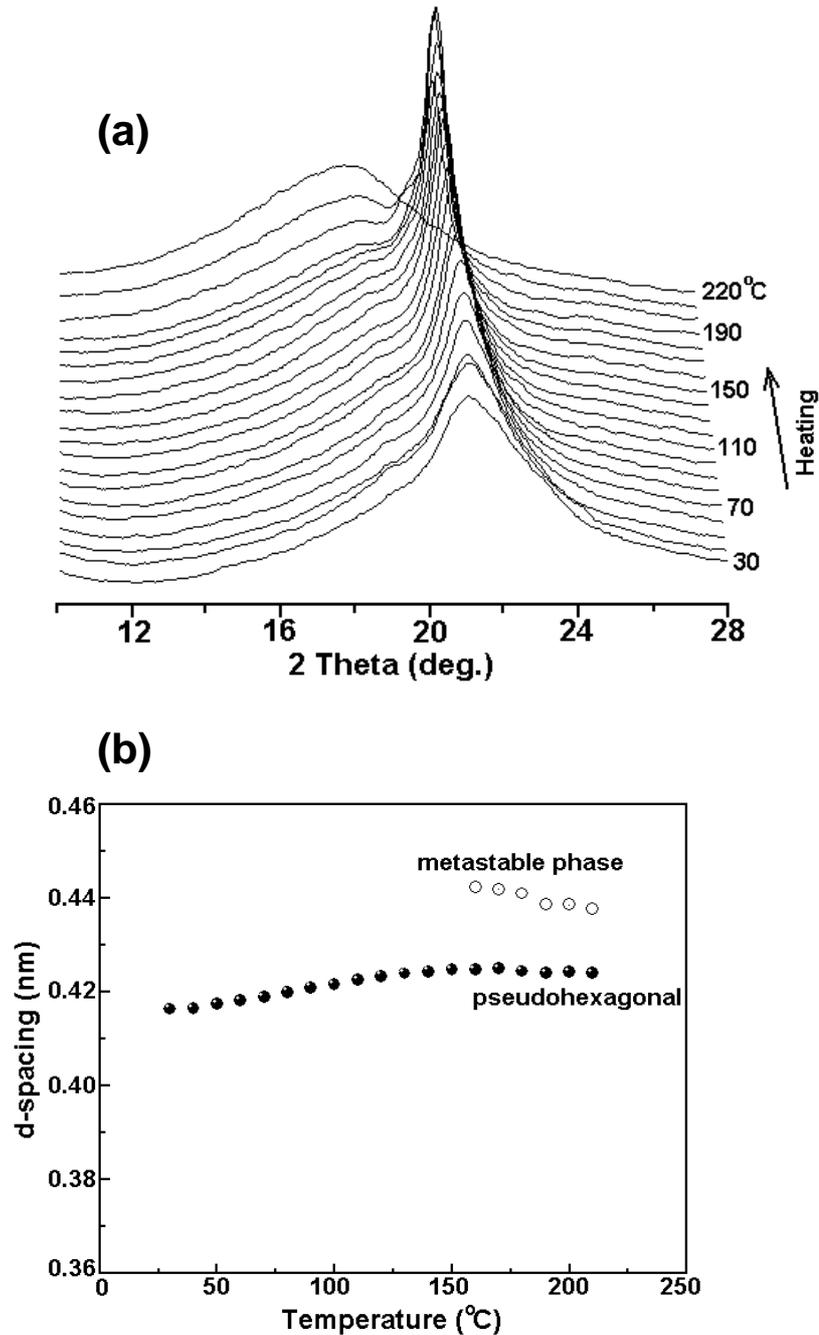 (a)
220°C
190
150
110
70
30
Heating
12 16 20 24 28
2 Theta (deg.)
(b)
0.46
0.44
0.42
0.40
0.38
0.36
d-spacing (nm)
metastable phase
pseudohexagonal
0 50 100 150 200 250
Temperature (°C)